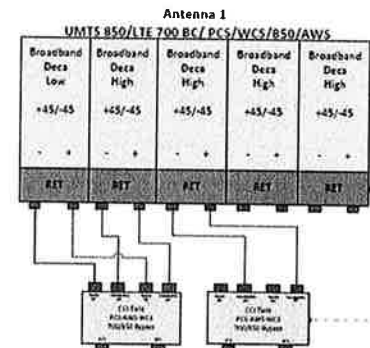 Antenna 1
UMTS 850/LTE 700 BC/ PCS/WCS/850/AWS
Broadband Deca Low
+45/-45
- +
RET
Broadband Deca High
+45/-45
- +
RET
Broadband Deca High
+45/-45
- +
RET
Broadband Deca High
+45/-45
- +
RET
Broadband Deca High
+45/-45
- +
RET
CCI Twin
PCS-AWS-WCS
700/850 Bypass
CCI Twin
PCS-AWS-WCS
700/850 Bypass